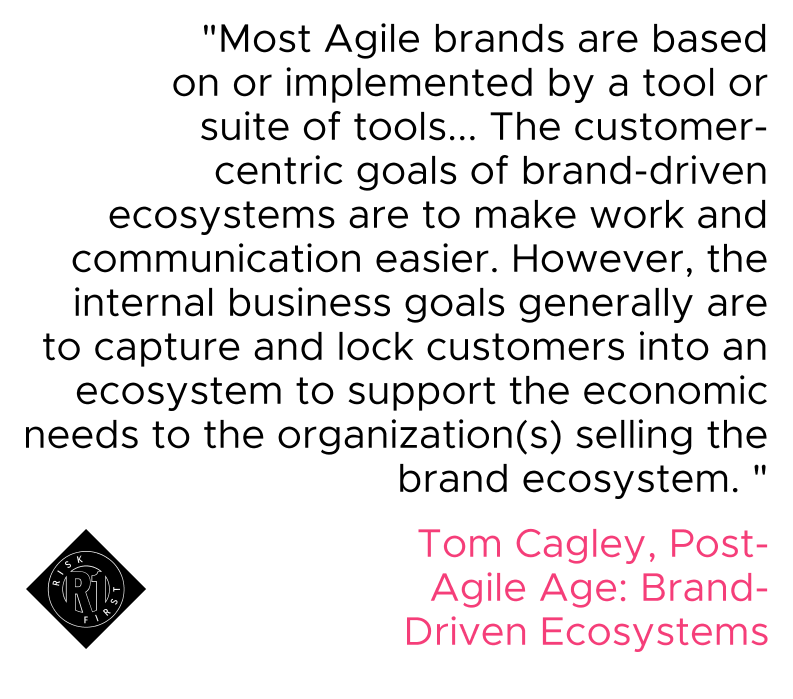 "Most Agile brands are based
on or implemented by a tool or
suite of tools... The customer-
centric goals of brand-driven
ecosystems are to make work and
communication easier. However, the
internal business goals generally are
to capture and lock customers into an
ecosystem to support the economic
needs to the organization(s) selling the
brand ecosystem. "
Tom Cagley, Post-
Agile Age: Brand-
Driven Ecosystems
RISK
R1
FIRST